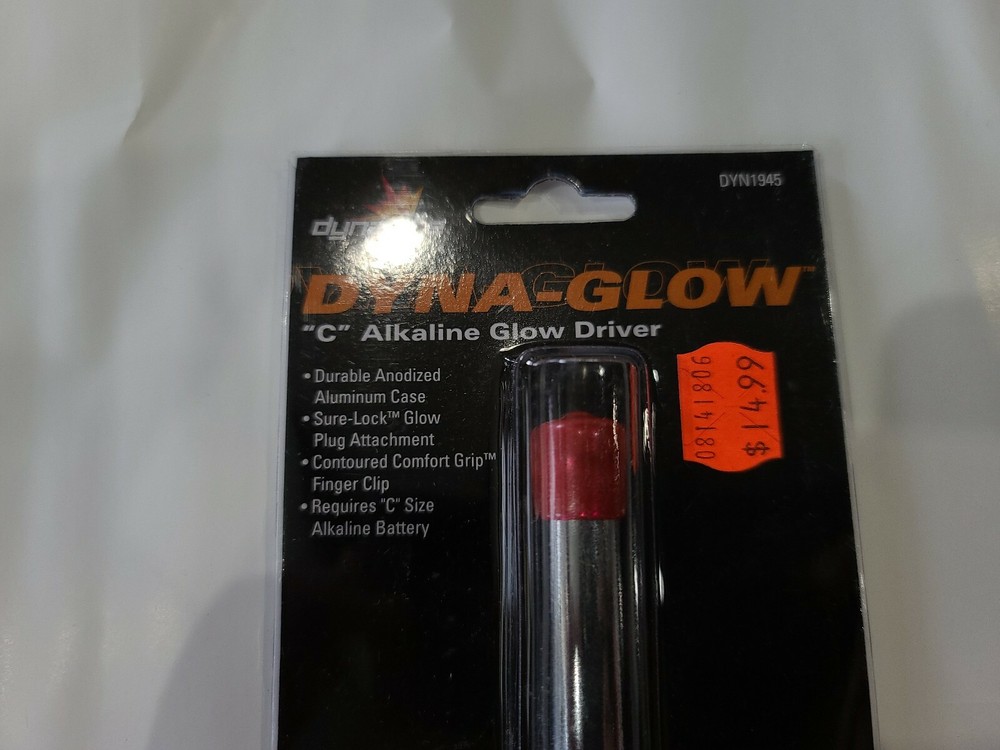 DYN1945
DYNA-GLOW™
"C" Alkaline Glow Driver
• Durable Anodized
Aluminum Case
• Sure-Lock™ Glow
Plug Attachment
• Contoured Comfort Grip™
Finger Clip
• Requires "C" Size
Alkaline Battery
08141806
$14.99